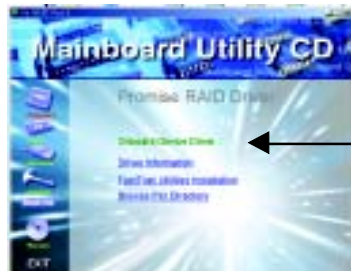 Mainboard Utility CD
Promise RAID Driver
Onboard Device Driver
Driver Information
FastTrak Utilities Installation
Browse File Directory
EXIT